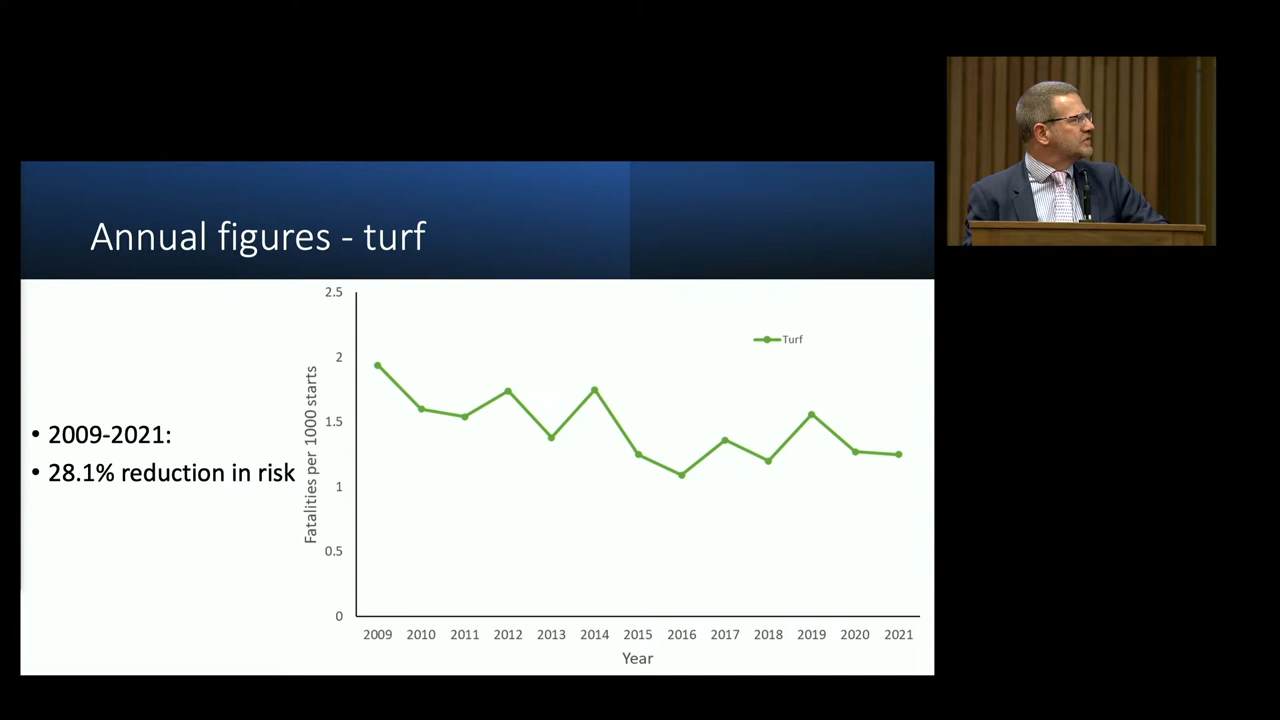 Annual figures - turf
• 2009-2021:
• 28.1% reduction in risk
Fatalities per 1000 starts
2.5
2
1.5
1
0.5
0
Turf
2009 2010 2011 2012 2013 2014 2015 2016 2017 2018 2019 2020 2021
Year